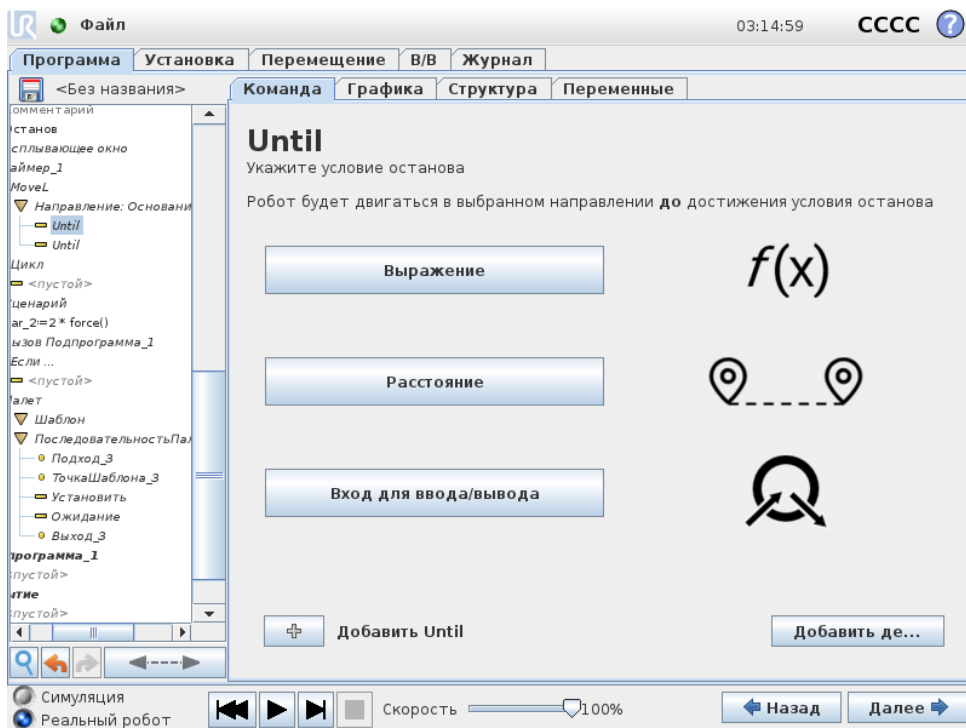 UR Файл 03:14:59 CCCC ?
Программа Установка Перемещение В/В Журнал
<Без названия> Команда Графика Структура Переменные
омментарий
станов
сплывающее окно
аймер_1
MoveL
Направление: Основани
Until
Until
Цикл
<пустой>
ценарий
ar_2≔2 * force()
ызов Подпрограмма_1
Если ...
<пустой>
алет
Шаблон
ПоследовательностьПал
Подход_3
ТочкаШаблона_3
Установить
Ожидание
Выход_3
программа_1
пустой>
ытие
пустой>
Until
Укажите условие останова
Робот будет двигаться в выбранном направлении до достижения условия останова
Выражение f(x)
Расстояние
Вход для ввода/вывода
Добавить Until Добавить де...
Симуляция
Реальный робот
Скорость 100% Назад Далее